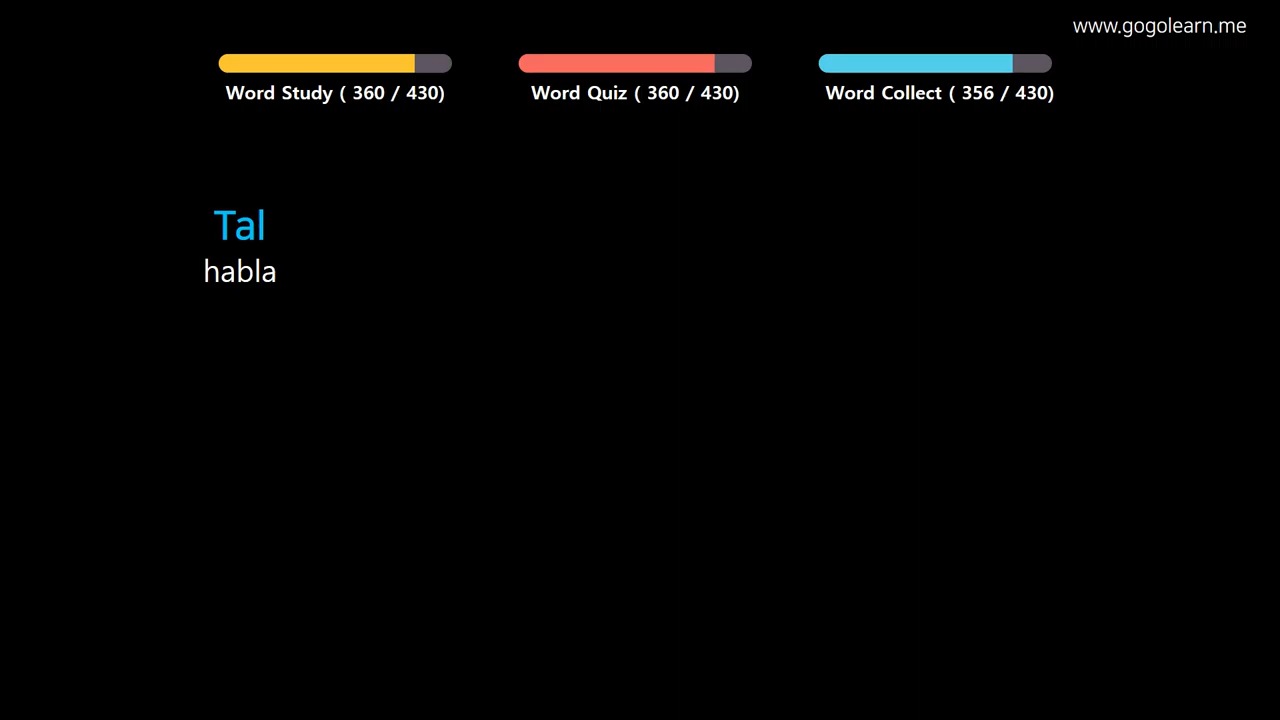 www.gogolearn.me
Word Study ( 360 / 430)
Word Quiz ( 360 / 430)
Word Collect ( 356 / 430)
Tal
habla